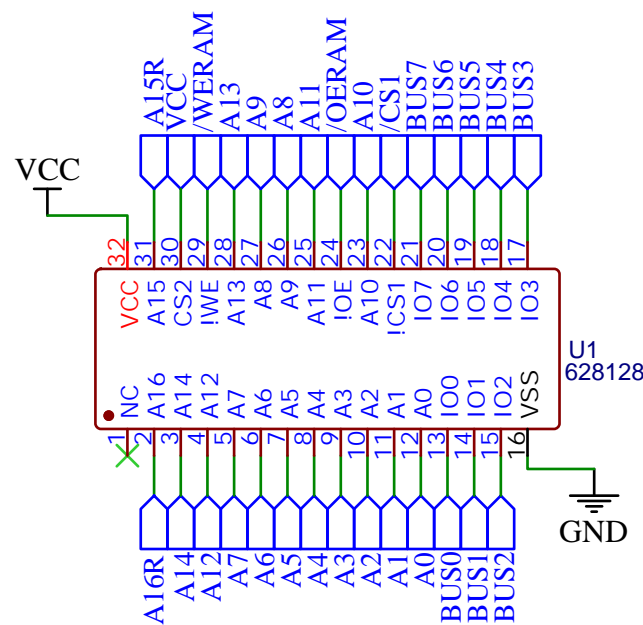 A15R VCC /WERAM A13 A9 A8 A11 /OERAM A10 /CS1 BUS7 BUS6 BUS5 BUS4 BUS3
VCC
32 31 30 29 28 27 26 25 24 23 22 21 20 19 18 17
VCC A15 CS2 !WE A13 A8 A9 A11 !OE A10 !CS1 IO7 IO6 IO5 IO4 IO3
U1
628128
NC A16 A14 A12 A7 A6 A5 A4 A3 A2 A1 A0 IO0 IO1 IO2 VSS
1 2 3 4 5 6 7 8 9 10 11 12 13 14 15 16
GND
A16R A14 A12 A7 A6 A5 A4 A3 A2 A1 A0 BUS0 BUS1 BUS2